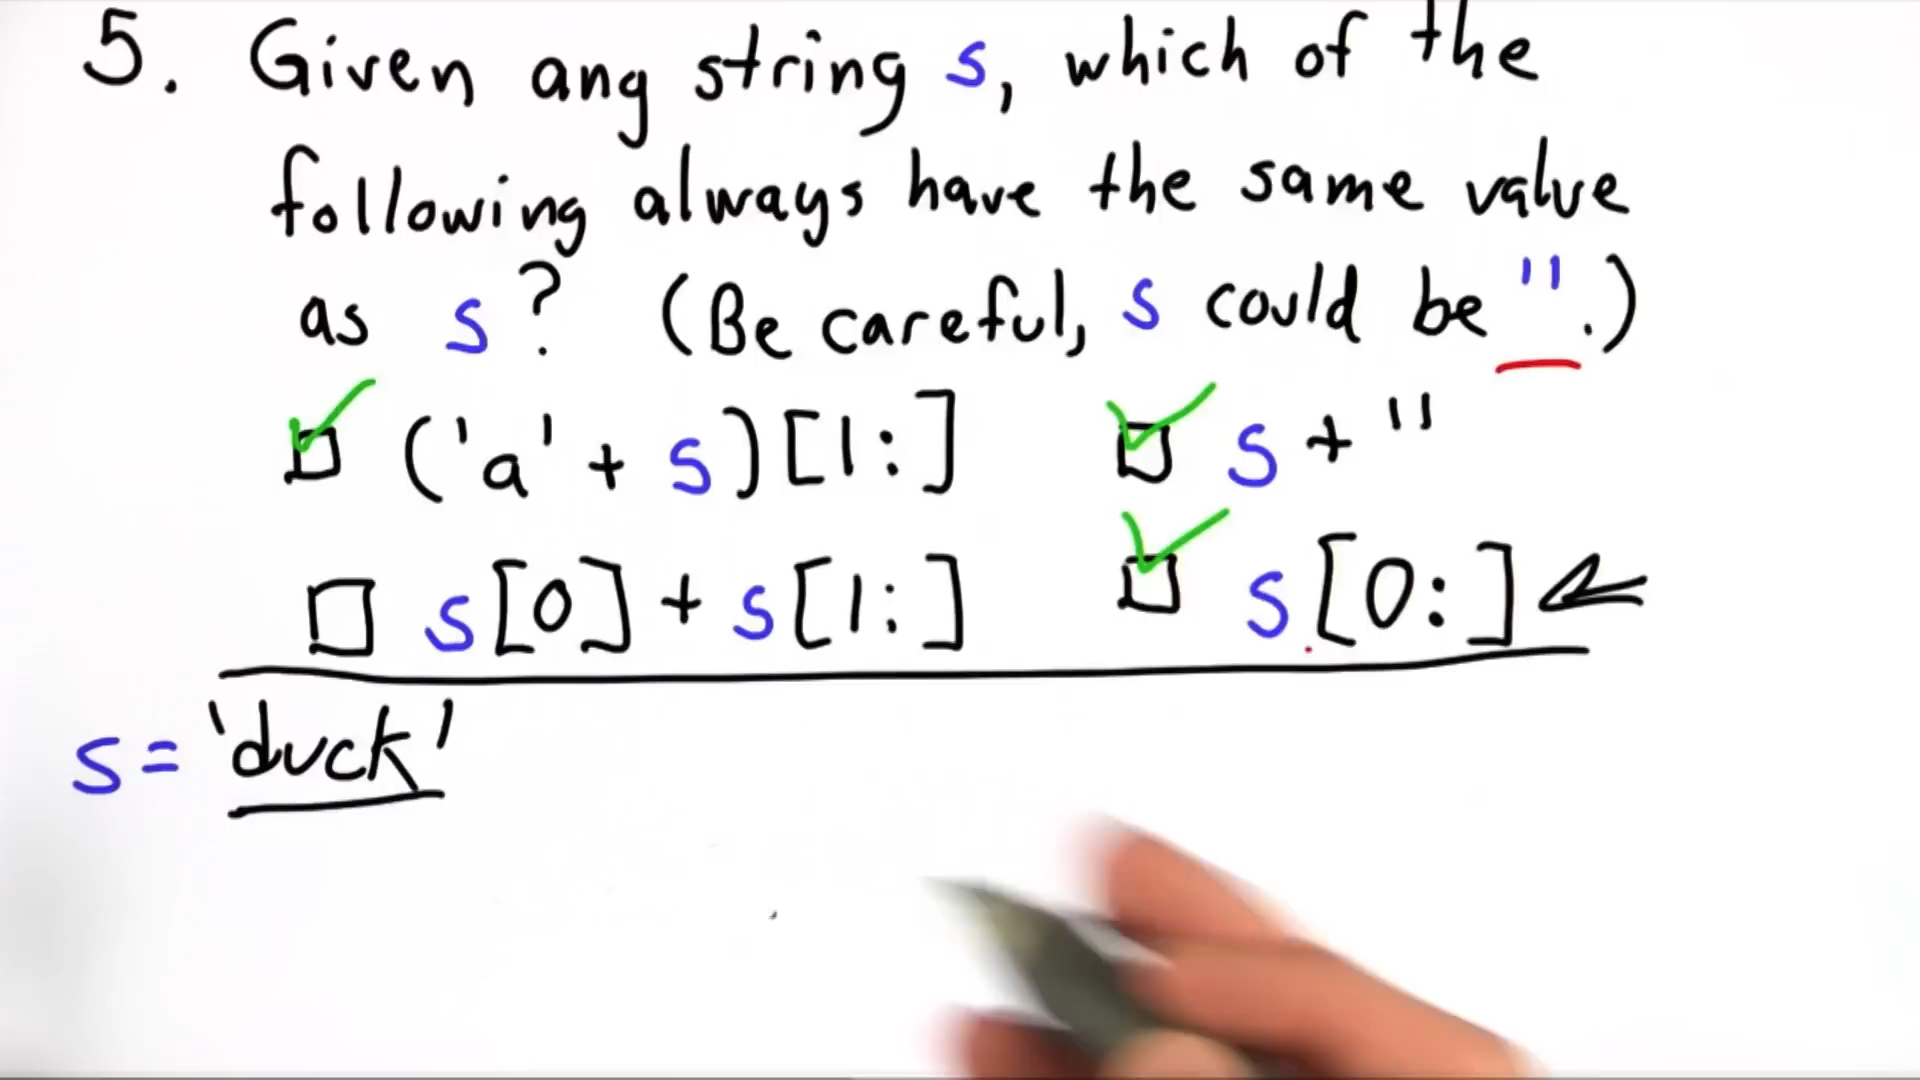 5. Given any string s, which of the
following always have the same value
as s? (Be careful, s could be ''.)
('a' + s)[1:] s + ''
s[0] + s[1:] s[0:]
s = 'duck'